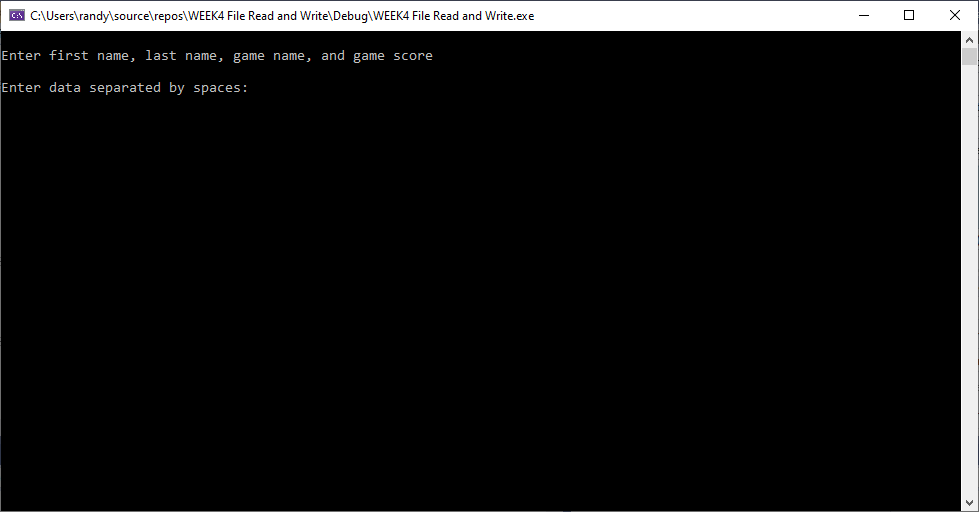 C:\Users\randy\source\repos\WEEK4 File Read and Write\Debug\WEEK4 File Read and Write.exe
Enter first name, last name, game name, and game score
Enter data separated by spaces: